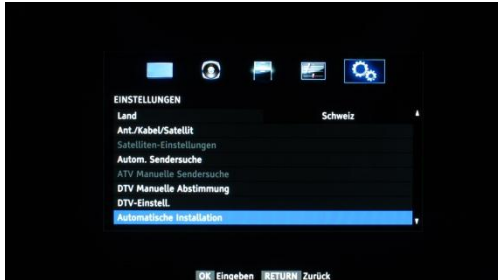 EINSTELLUNGEN
Land Schweiz
Ant./Kabel/Satellit
Satelliten-Einstellungen
Autom. Sendersuche
ATV Manuelle Sendersuche
DTV Manuelle Abstimmung
DTV-Einstell.
Automatische Installation
OK Eingeben RETURN Zurück